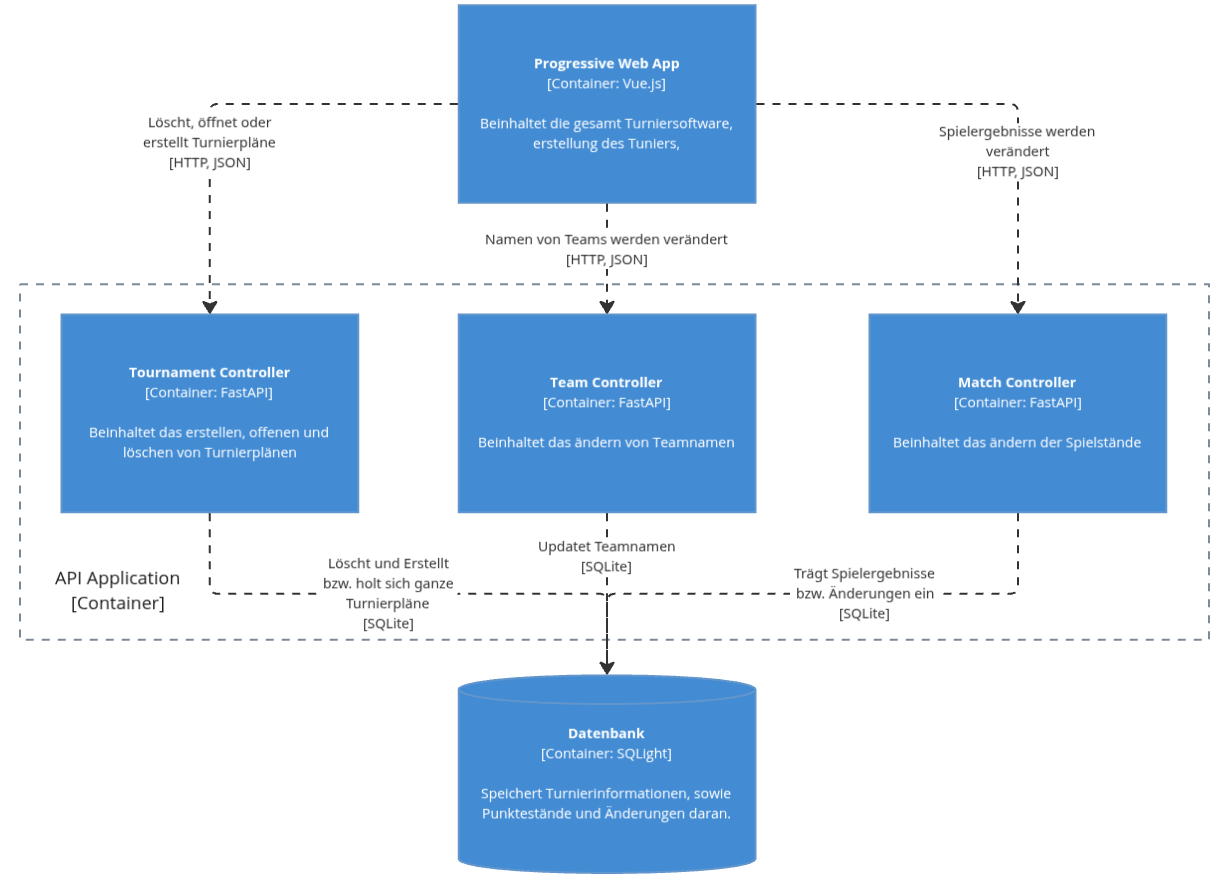 Progressive Web App
[Container: Vue.js]
Beinhaltet die gesamt Turniersoftware,
erstellung des Tuniers,
Löscht, öffnet oder
erstellt Turnierpläne
[HTTP, JSON]
Namen von Teams werden verändert
[HTTP, JSON]
Spielergebnisse werden
verändert
[HTTP, JSON]
Tournament Controller
[Container: FastAPI]
Beinhaltet das erstellen, offenen und
löschen von Turnierplänen
Team Controller
[Container: FastAPI]
Beinhaltet das ändern von Teamnamen
Match Controller
[Container: FastAPI]
Beinhaltet das ändern der Spielstände
API Application
[Container]
Löscht und Erstellt
bzw. holt sich ganze
Turnierpläne
[SQLite]
Updatet Teamnamen
[SQLite]
Trägt Spielergebnisse
bzw. Änderungen ein
[SQLite]
Datenbank
[Container: SQLight]
Speichert Turnierinformationen, sowie
Punktestände und Änderungen daran.